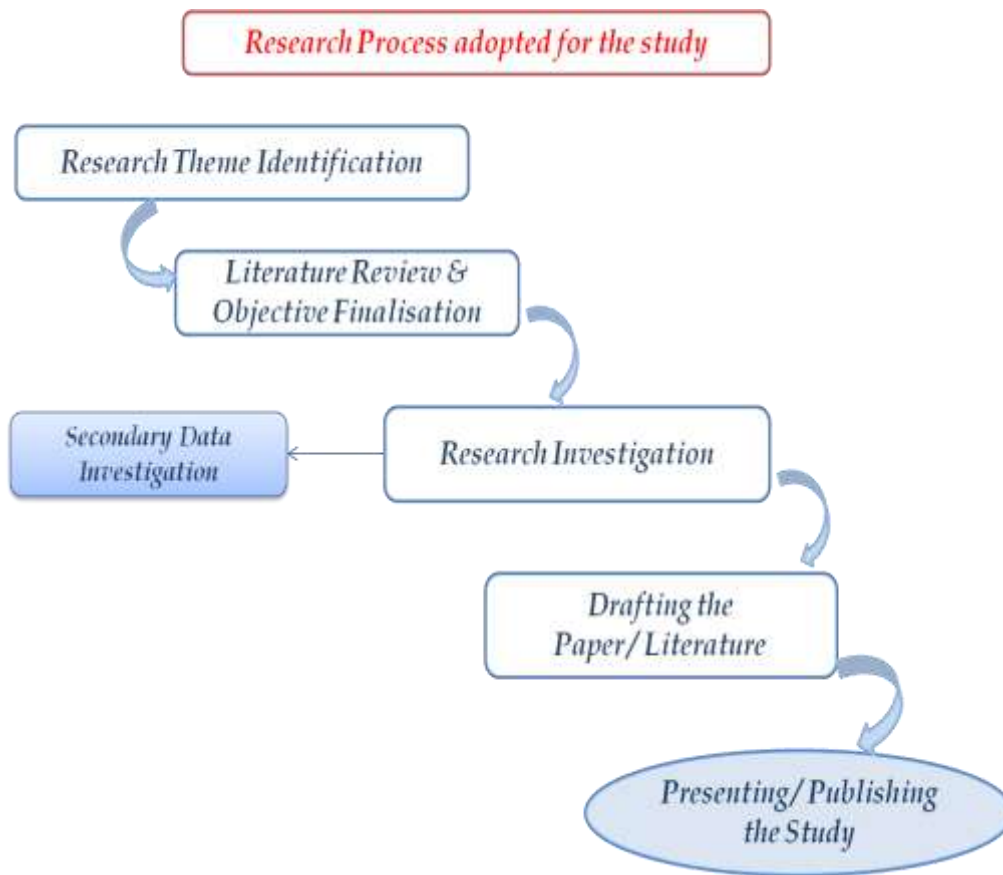 Research Process adopted for the study
Research Theme Identification
Literature Review &
Objective Finalisation
Secondary Data
Investigation
Research Investigation
Drafting the
Paper/ Literature
Presenting/ Publishing
the Study